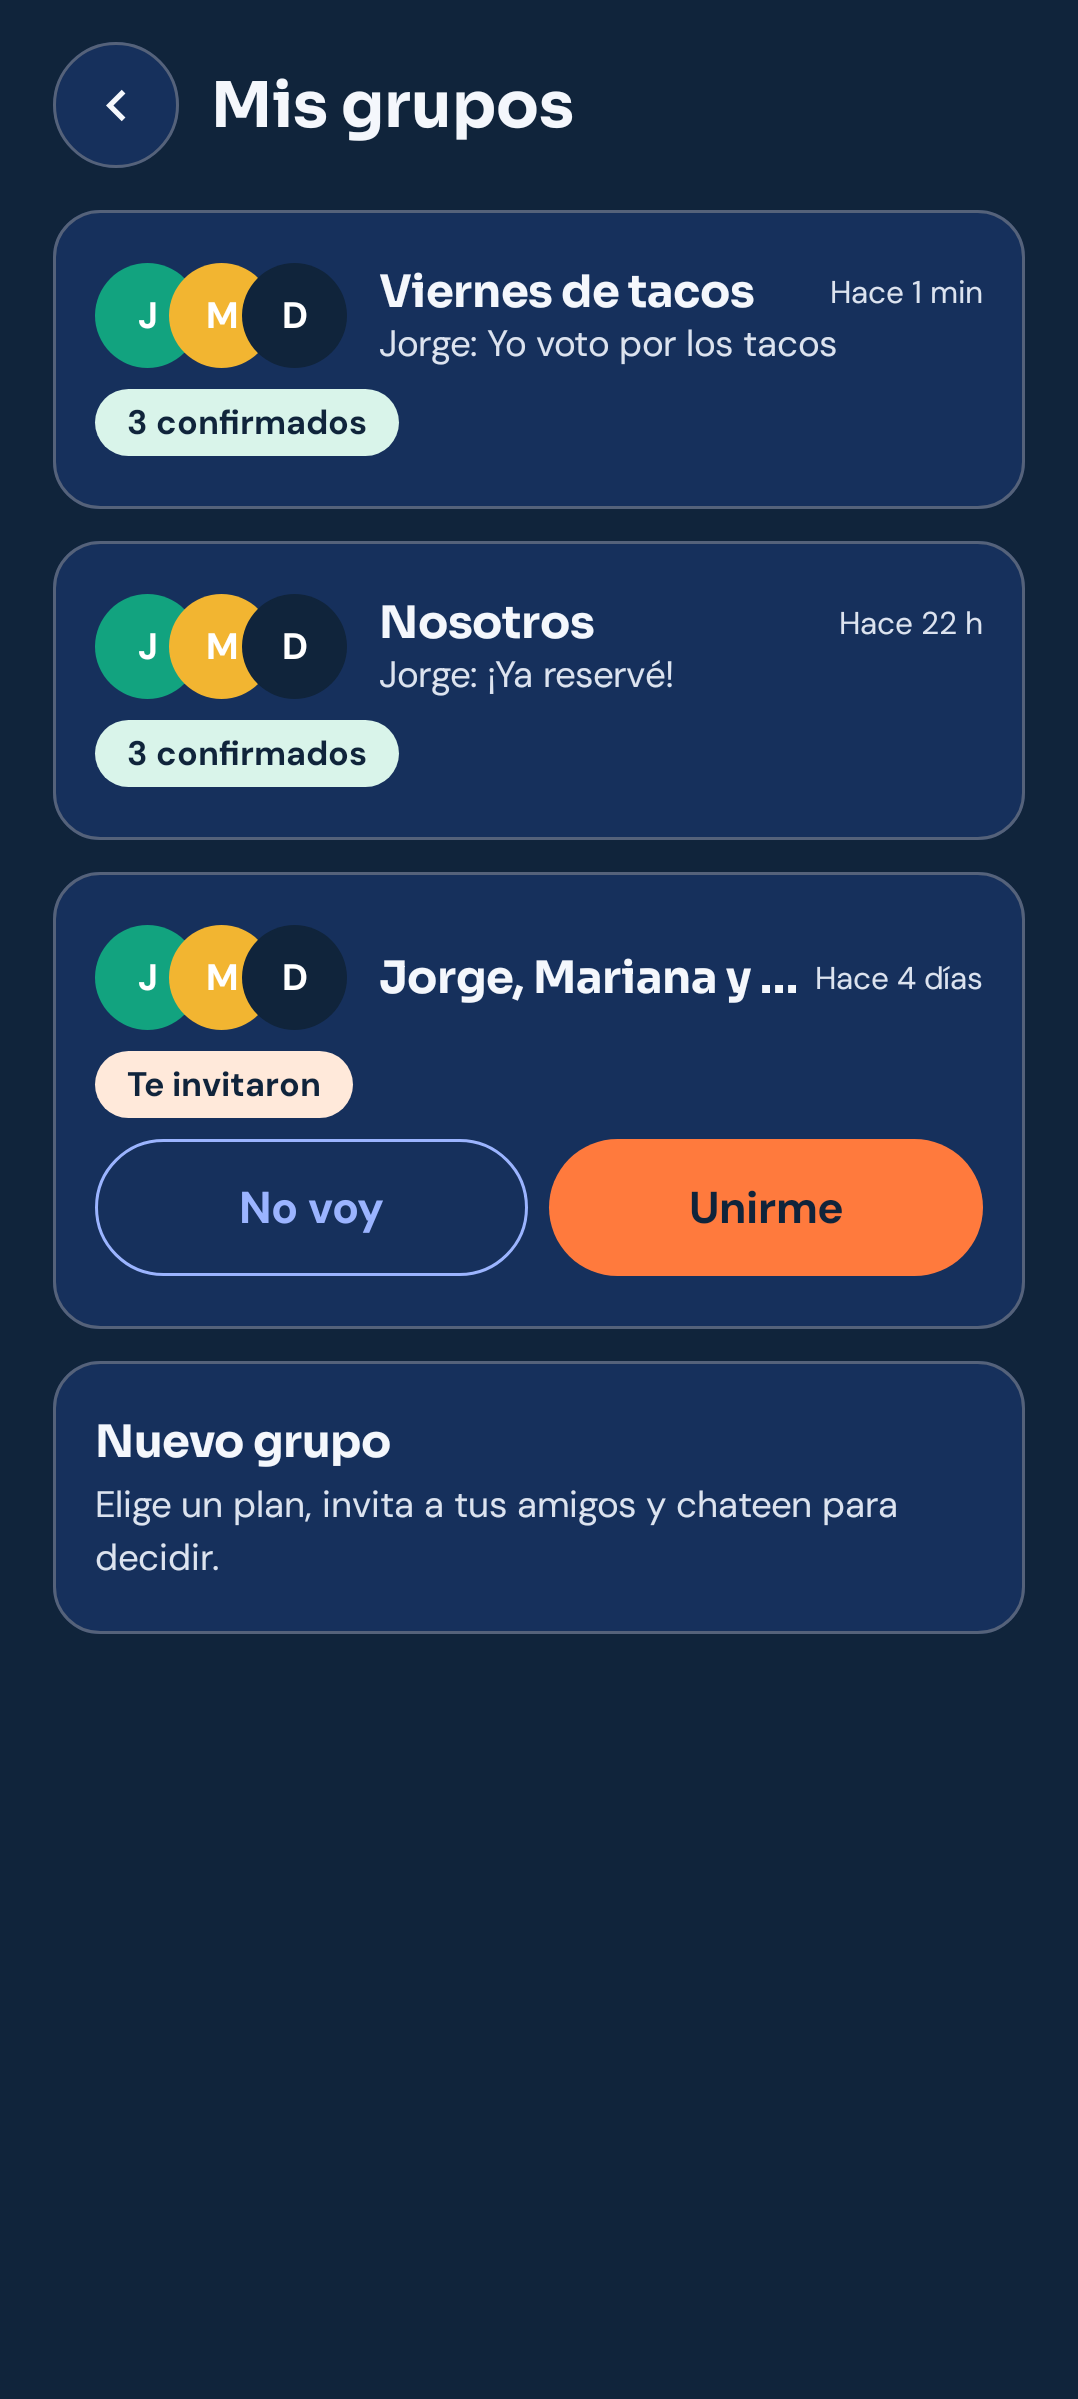 Mis grupos
J M D
Viernes de tacos
Hace 1 min
Jorge: Yo voto por los tacos
3 confirmados
J M D
Nosotros
Hace 22 h
Jorge: ¡Ya reservé!
3 confirmados
J M D
Jorge, Mariana y ...
Hace 4 días
Te invitaron
No voy
Unirme
Nuevo grupo
Elige un plan, invita a tus amigos y chateen para
decidir.